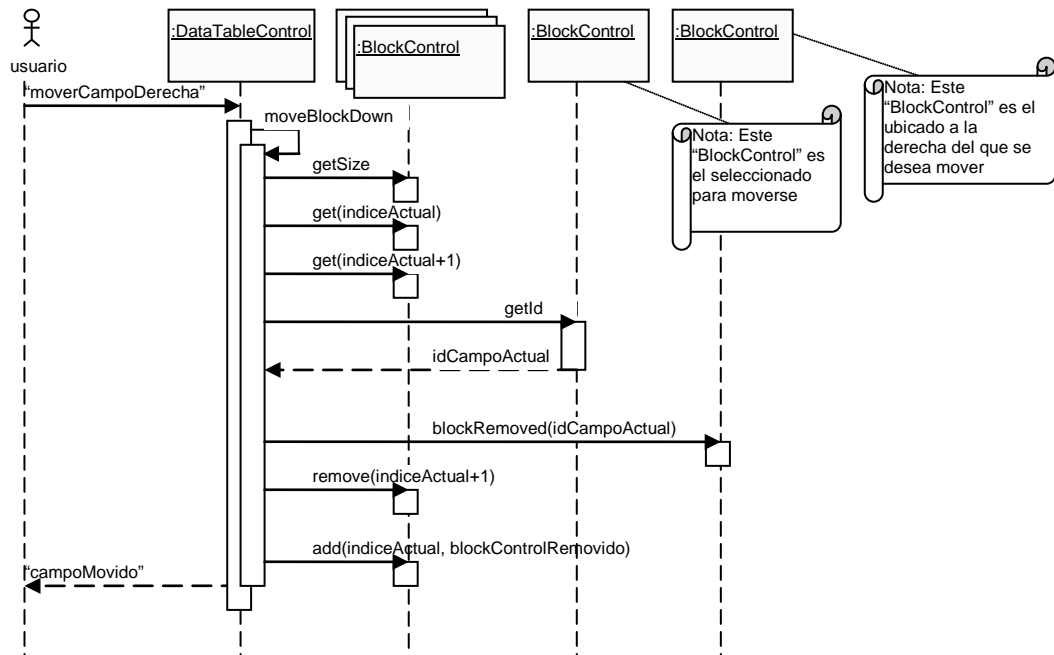 :DataTableControl
:BlockControl
:BlockControl
:BlockControl
usuario
“moverCampoDerecha”
moveBlockDown
getSize
get(indiceActual)
get(indiceActual+1)
getId
idCampoActual
blockRemoved(idCampoActual)
remove(indiceActual+1)
add(indiceActual, blockControlRemovido)
“campoMovido”
Nota: Este
“BlockControl” es
el seleccionado
para moverse
Nota: Este
“BlockControl” es el
ubicado a la
derecha del que se
desea mover